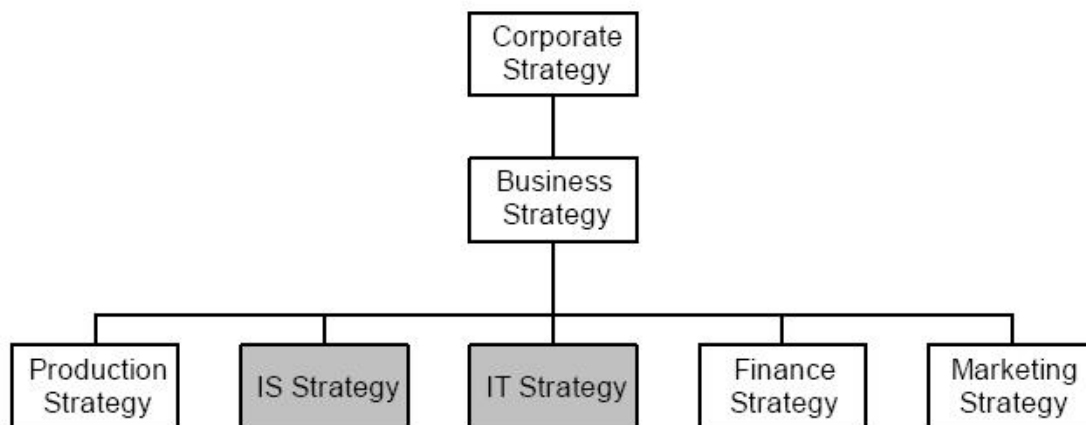 Corporate
Strategy
Business
Strategy
Production
Strategy
IS Strategy
IT Strategy
Finance
Strategy
Marketing
Strategy